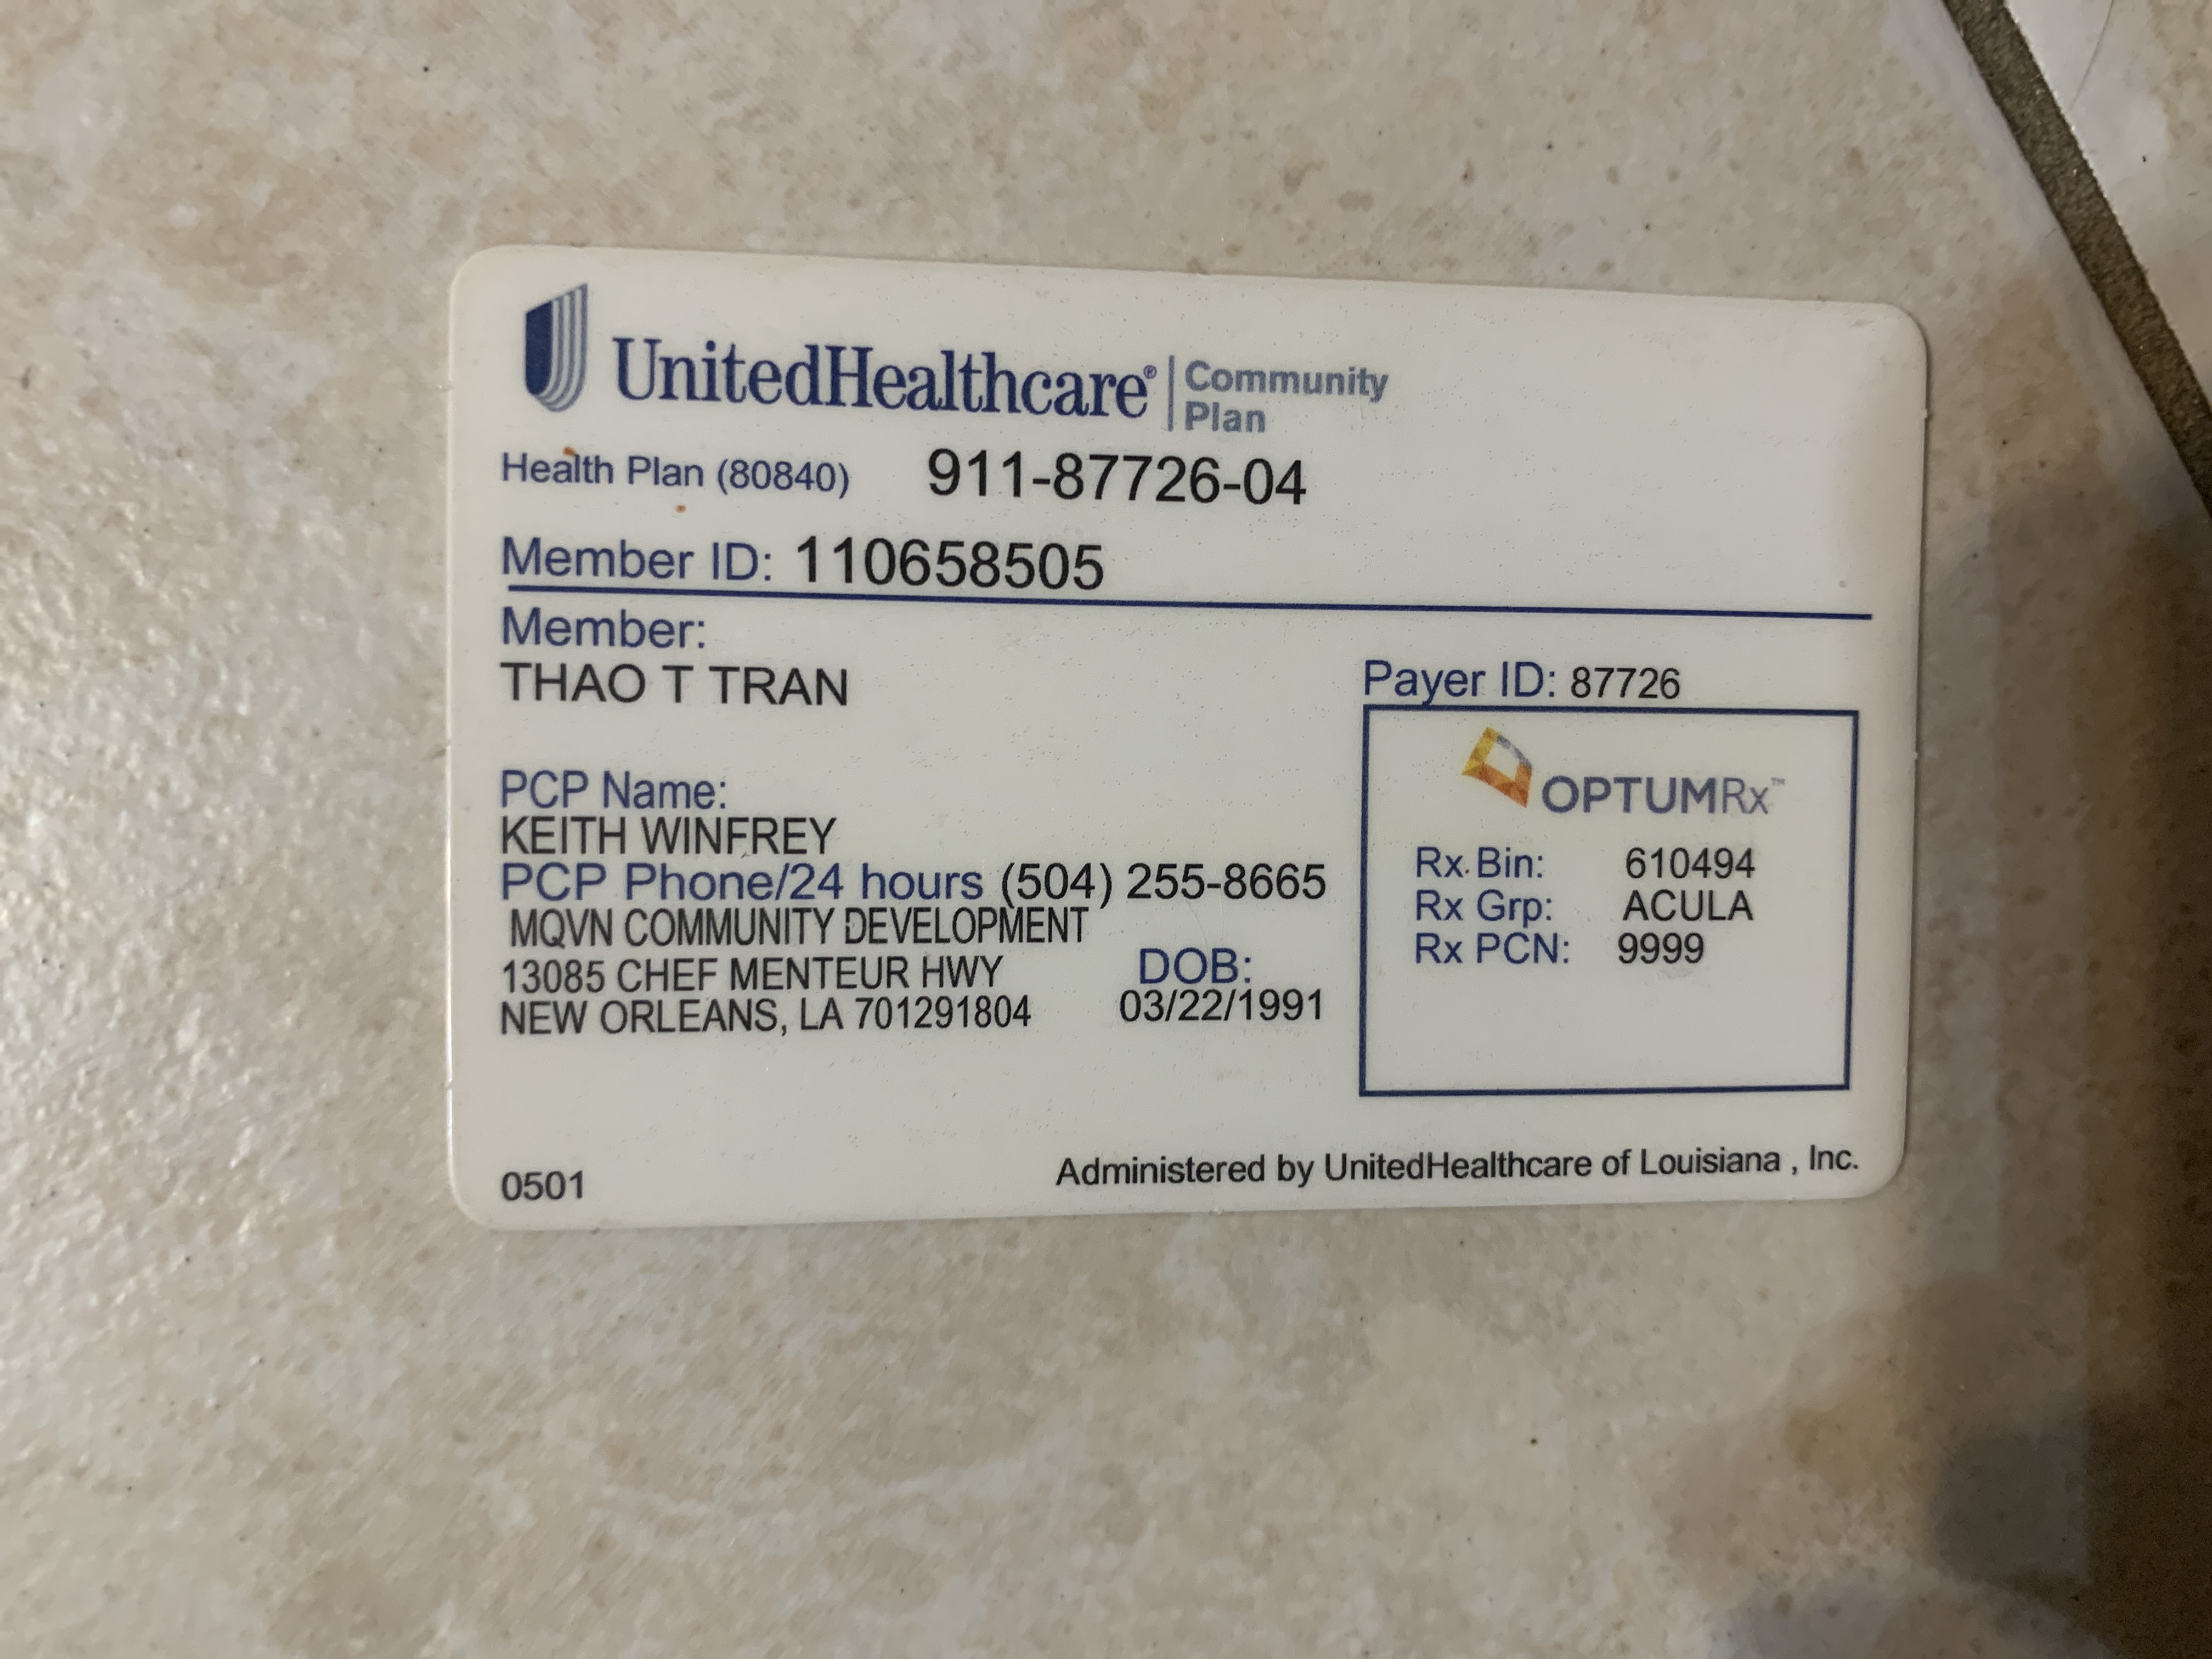 UnitedHealthcare® | Community Plan
Health Plan (80840) 911-87726-04
Member ID: 110658505
Member:
THAO T TRAN
Payer ID: 87726
PCP Name:
KEITH WINFREY
PCP Phone/24 hours (504) 255-8665
MQVN COMMUNITY DEVELOPMENT
13085 CHEF MENTEUR HWY
NEW ORLEANS, LA 701291804
DOB:
03/22/1991
OPTUMRx™
Rx Bin: 610494
Rx Grp: ACULA
Rx PCN: 9999
0501
Administered by UnitedHealthcare of Louisiana , Inc.